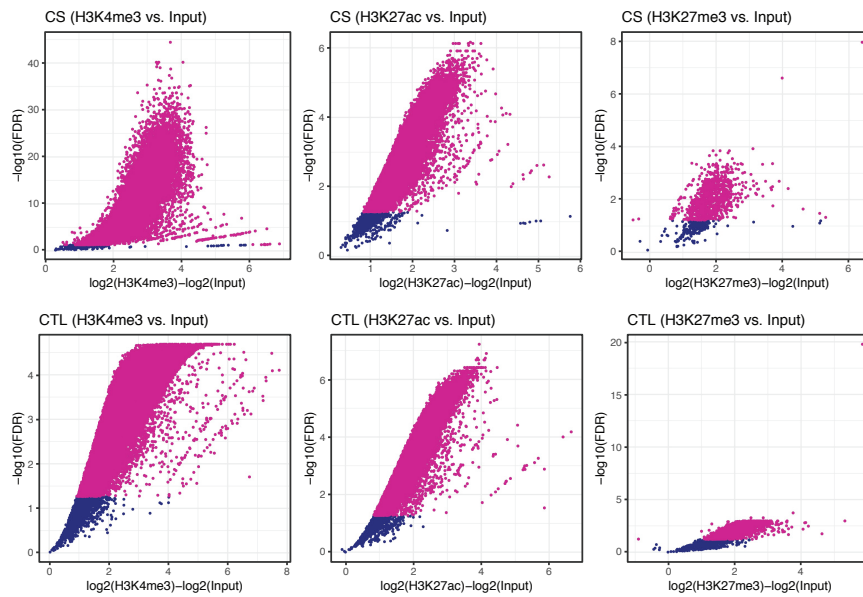 CS (H3K4me3 vs. Input)
CS (H3K27ac vs. Input)
CS (H3K27me3 vs. Input)
−log10(FDR)
40
30
20
10
0
0
2
4
6
log2(H3K4me3)−log2(Input)
−log10(FDR)
6
4
2
0
1
2
3
4
5
log2(H3K27ac)−log2(Input)
−log10(FDR)
8
6
4
2
0
0
2
4
6
log2(H3K27me3)−log2(Input)
CTL (H3K4me3 vs. Input)
CTL (H3K27ac vs. Input)
CTL (H3K27me3 vs. Input)
−log10(FDR)
4
3
2
1
0
0
2
4
6
8
log2(H3K4me3)−log2(Input)
−log10(FDR)
6
4
2
0
0
2
4
6
log2(H3K27ac)−log2(Input)
−log10(FDR)
20
15
10
5
0
0
2
4
log2(H3K27me3)−log2(Input)